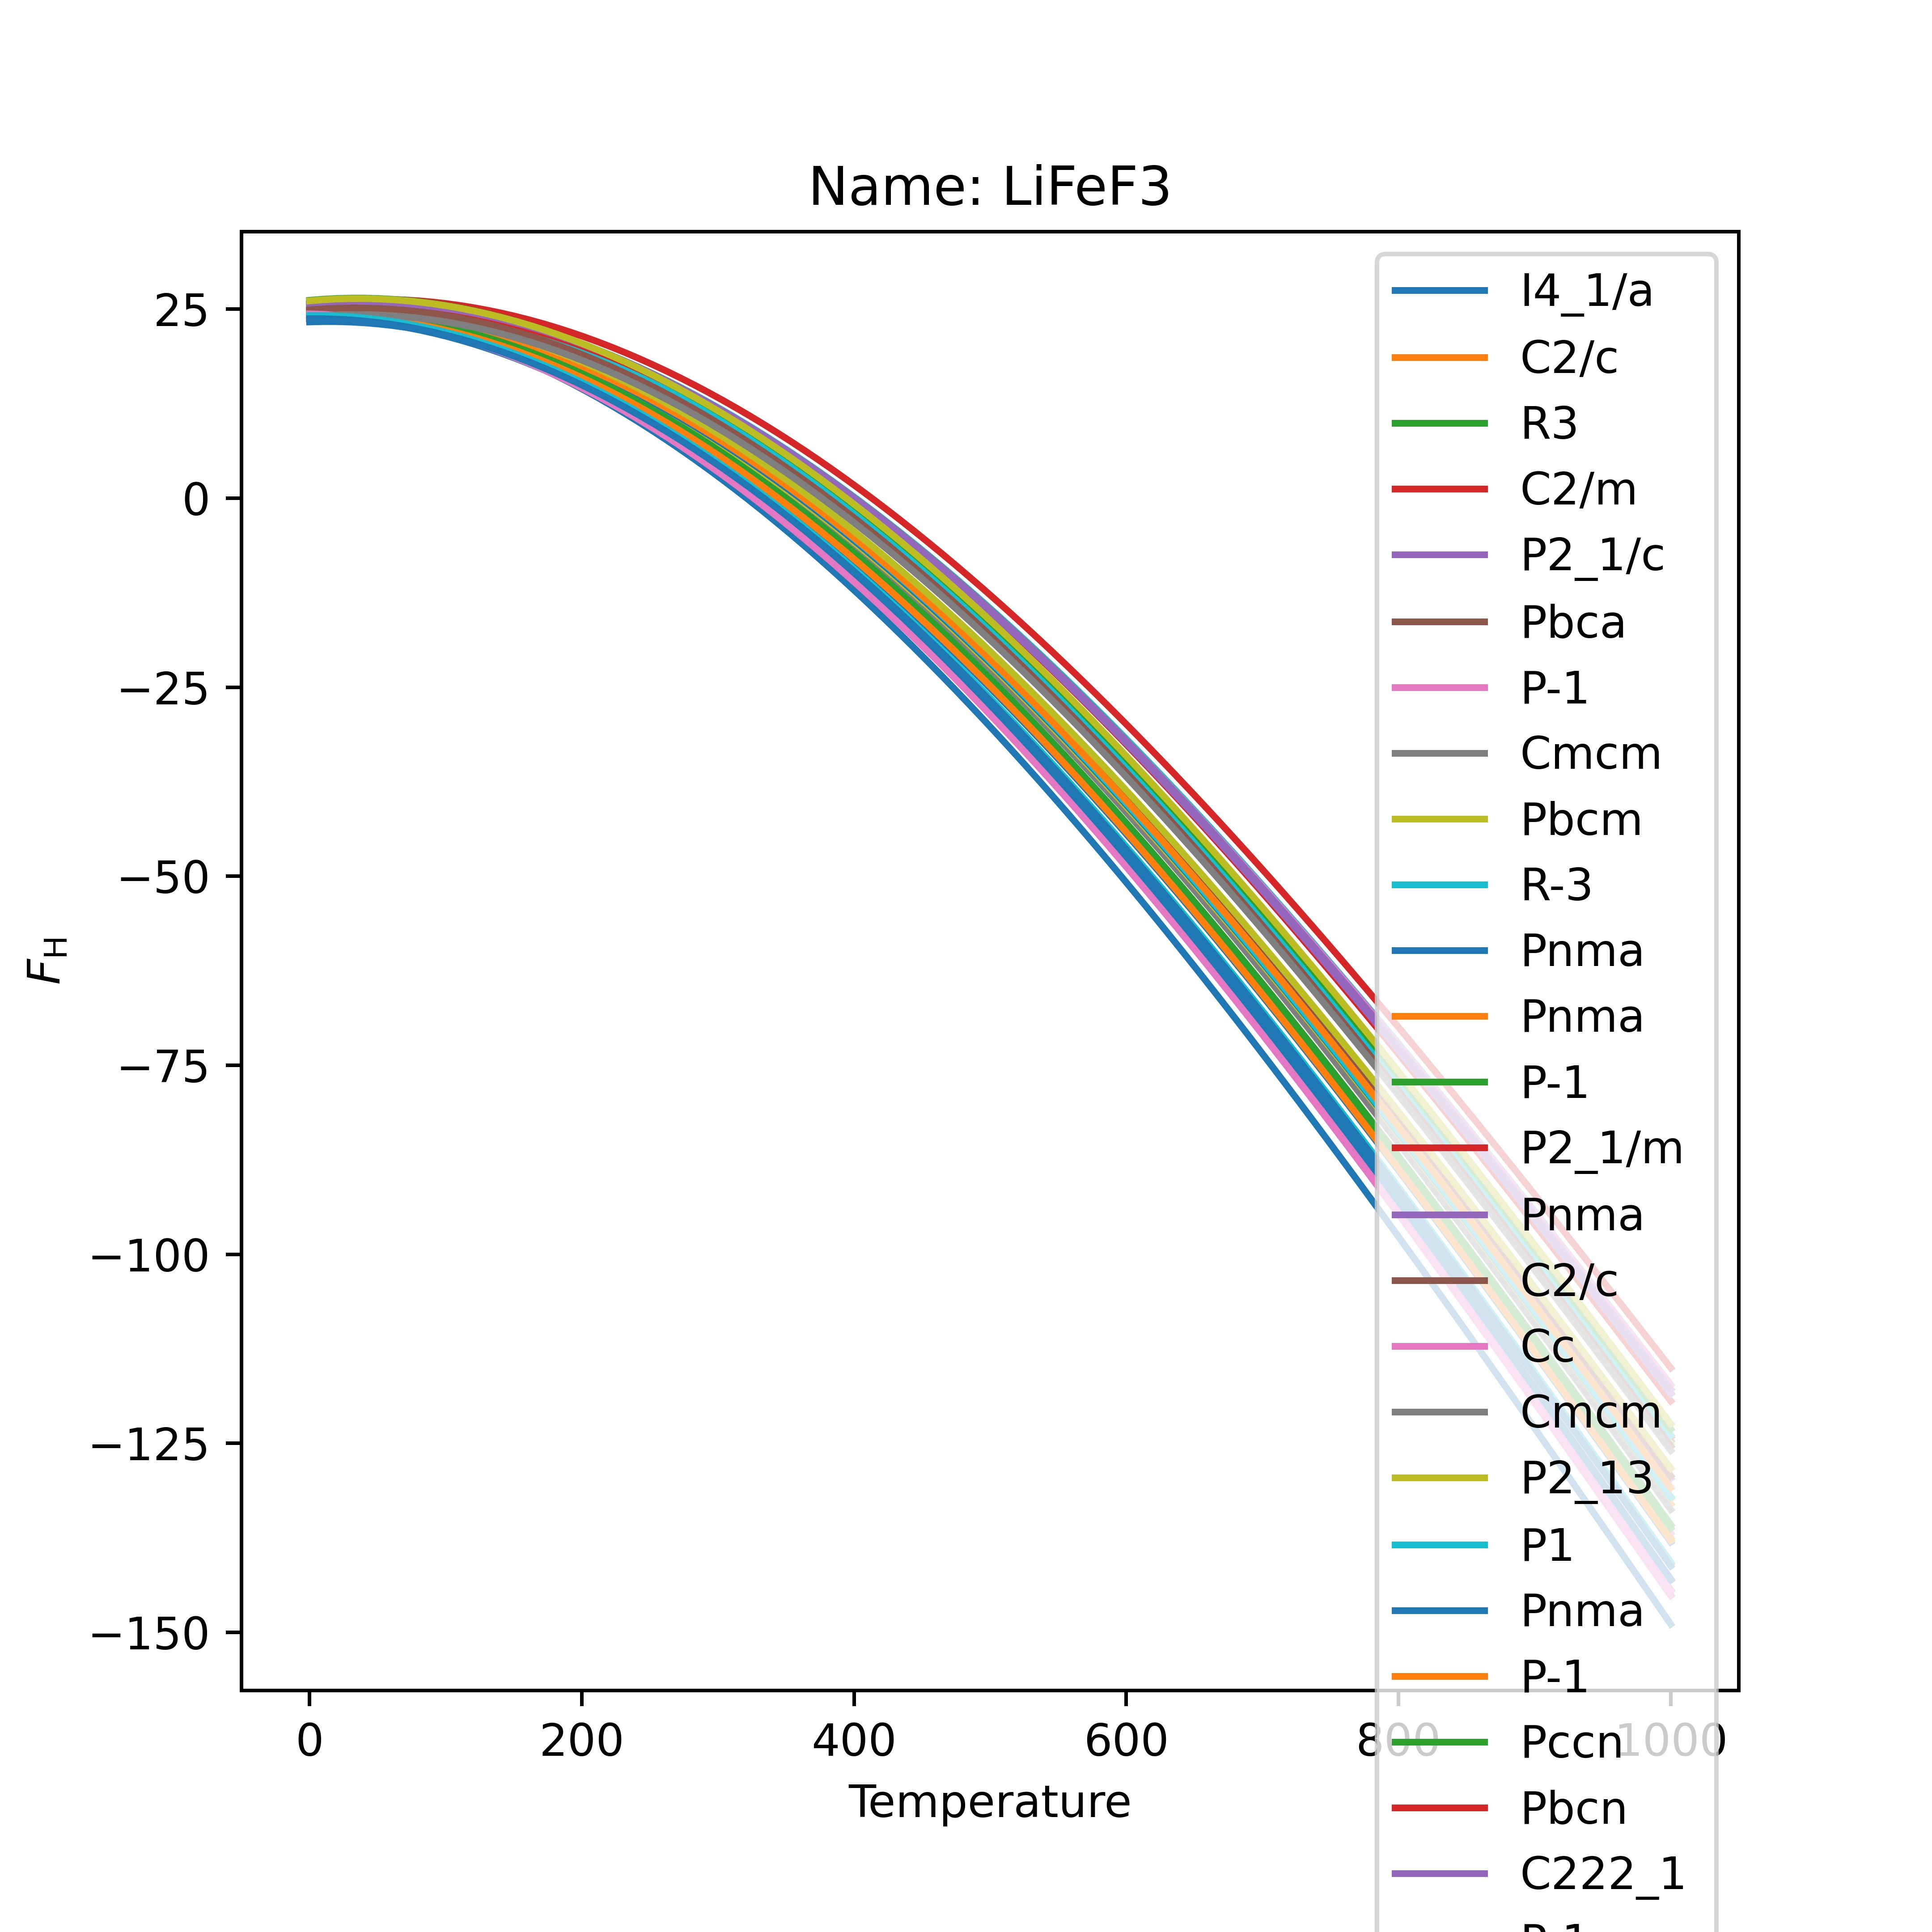 Name: LiFeF3
25
0
−25
−50
−75
−100
−125
−150
F_H
0 200 400 600 800 1000
Temperature
I4_1/a
C2/c
R3
C2/m
P2_1/c
Pbca
P-1
Cmcm
Pbcm
R-3
Pnma
Pnma
P-1
P2_1/m
Pnma
C2/c
Cc
Cmcm
P2_13
P1
Pnma
P-1
Pccn
Pbcn
C222_1